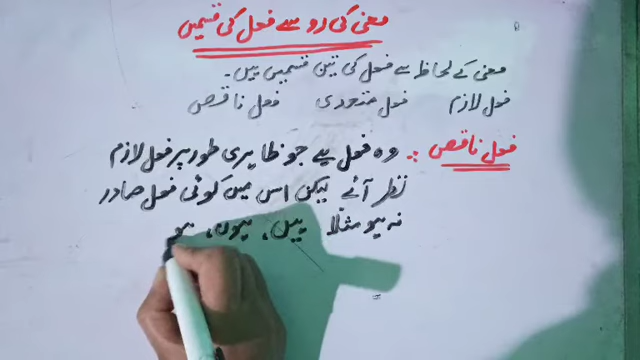 معنی کی رو سے فعل کی قسمیں
معنی کے لحاظ سے فعل کی تین قسمیں ہیں۔
فعل لازم فعل متعدی فعل ناقص
فعل ناقص :۔ وہ فعل ہے جو ظاہری طور پر فعل لازم
نظر آئے لیکن اس میں کوئی فعل صادر
نہ ہو مثلاً ہیں، ہوں، ہو